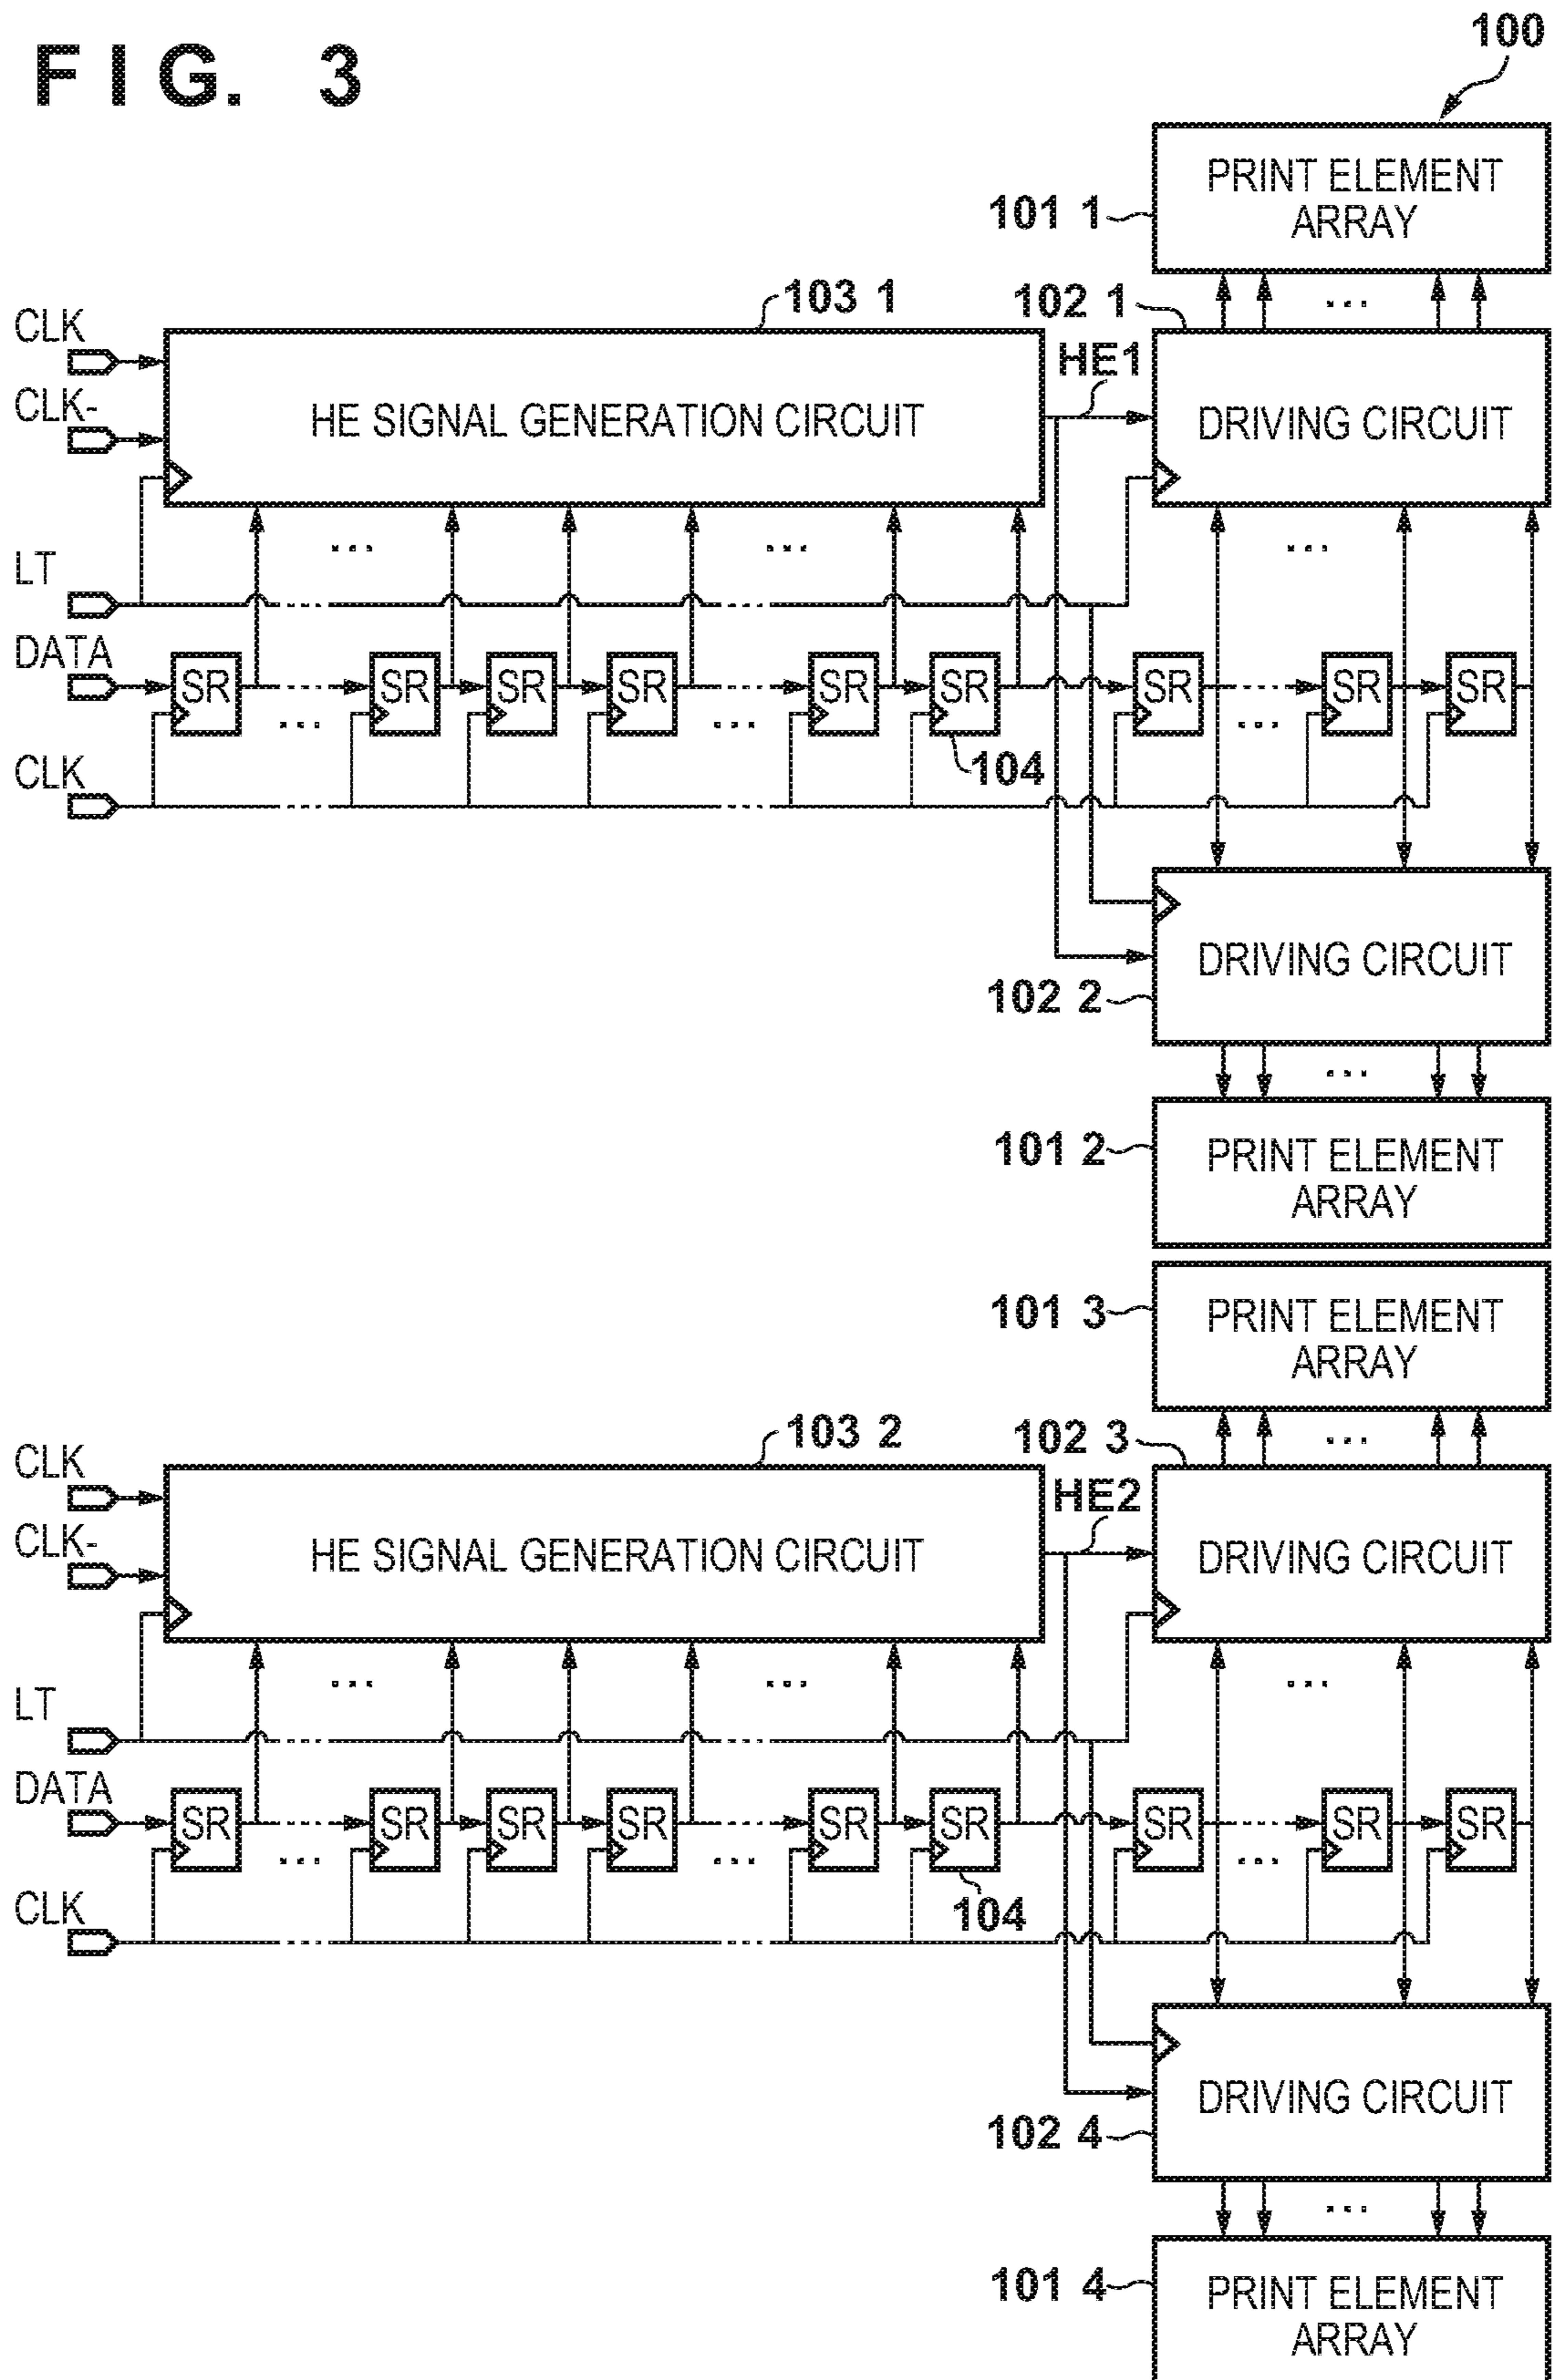 FIG. 3
100
PRINT ELEMENT
ARRAY
101 1
103 1
102 1
CLK
HE1
CLK-
HE SIGNAL GENERATION CIRCUIT
DRIVING CIRCUIT
...
...
...
...
LT
DATA
SR
SR
SR
SR
SR
SR
SR
SR
SR
...
...
...
CLK
104
DRIVING CIRCUIT
102 2
...
101 2
PRINT ELEMENT
ARRAY
101 3
PRINT ELEMENT
ARRAY
103 2
102 3
...
CLK
HE2
CLK-
HE SIGNAL GENERATION CIRCUIT
DRIVING CIRCUIT
...
...
...
LT
DATA
SR
SR
SR
SR
SR
SR
SR
SR
SR
...
...
...
CLK
104
DRIVING CIRCUIT
102 4
...
101 4
PRINT ELEMENT
ARRAY